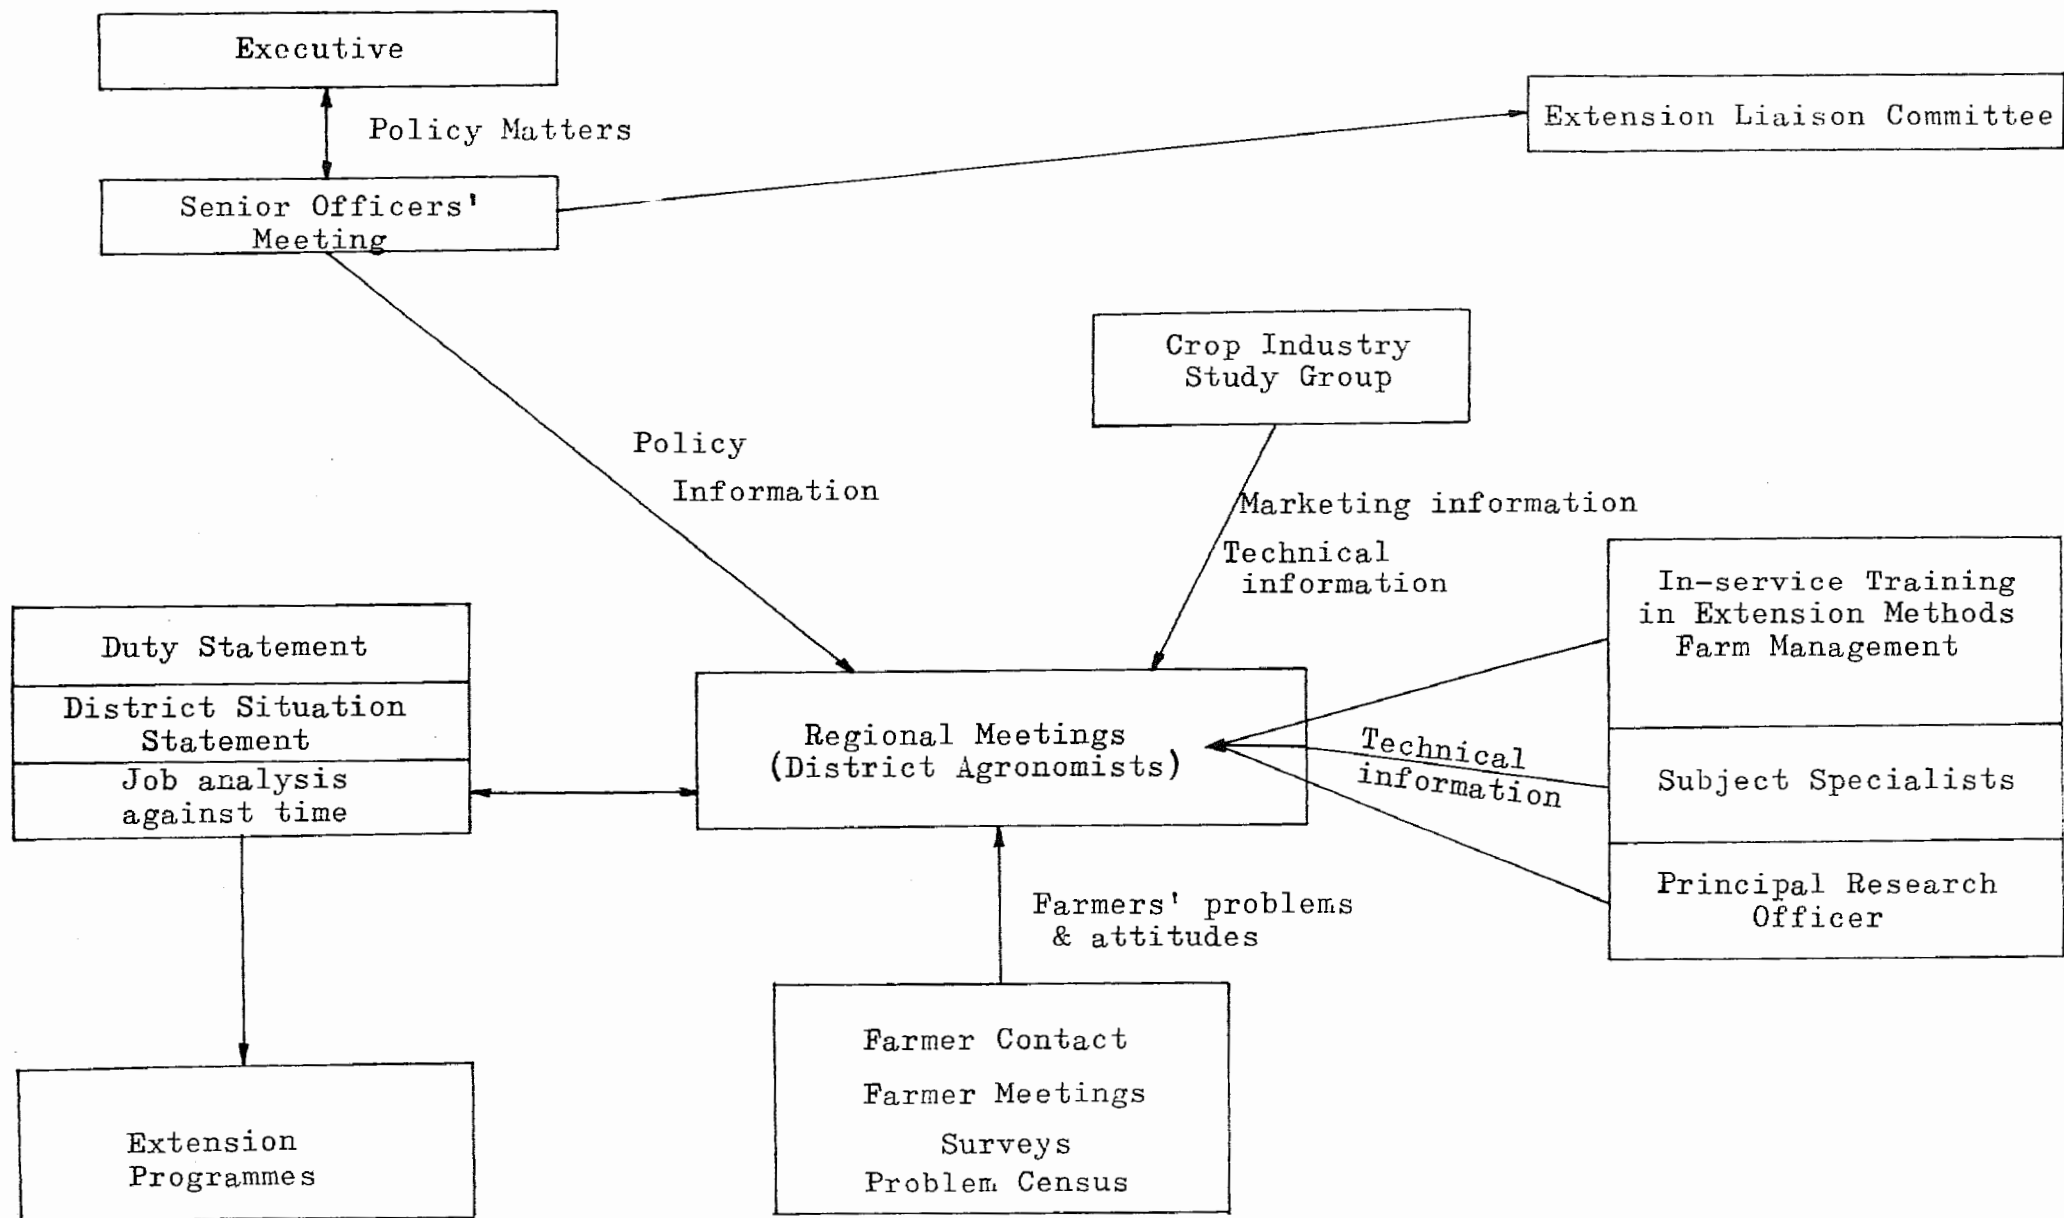 Executive
Policy Matters
Extension Liaison Committee
Senior Officers'
Meeting
Crop Industry
Study Group
Policy
Information
Marketing information
Technical
information
In-service Training
in Extension Methods
Farm Management
Duty Statement
District Situation
Statement
Job analysis
against time
Regional Meetings
(District Agronomists)
Technical
information
Subject Specialists
Principal Research
Officer
Farmers' problems
& attitudes
Farmer Contact
Farmer Meetings
Surveys
Problem Census
Extension
Programmes